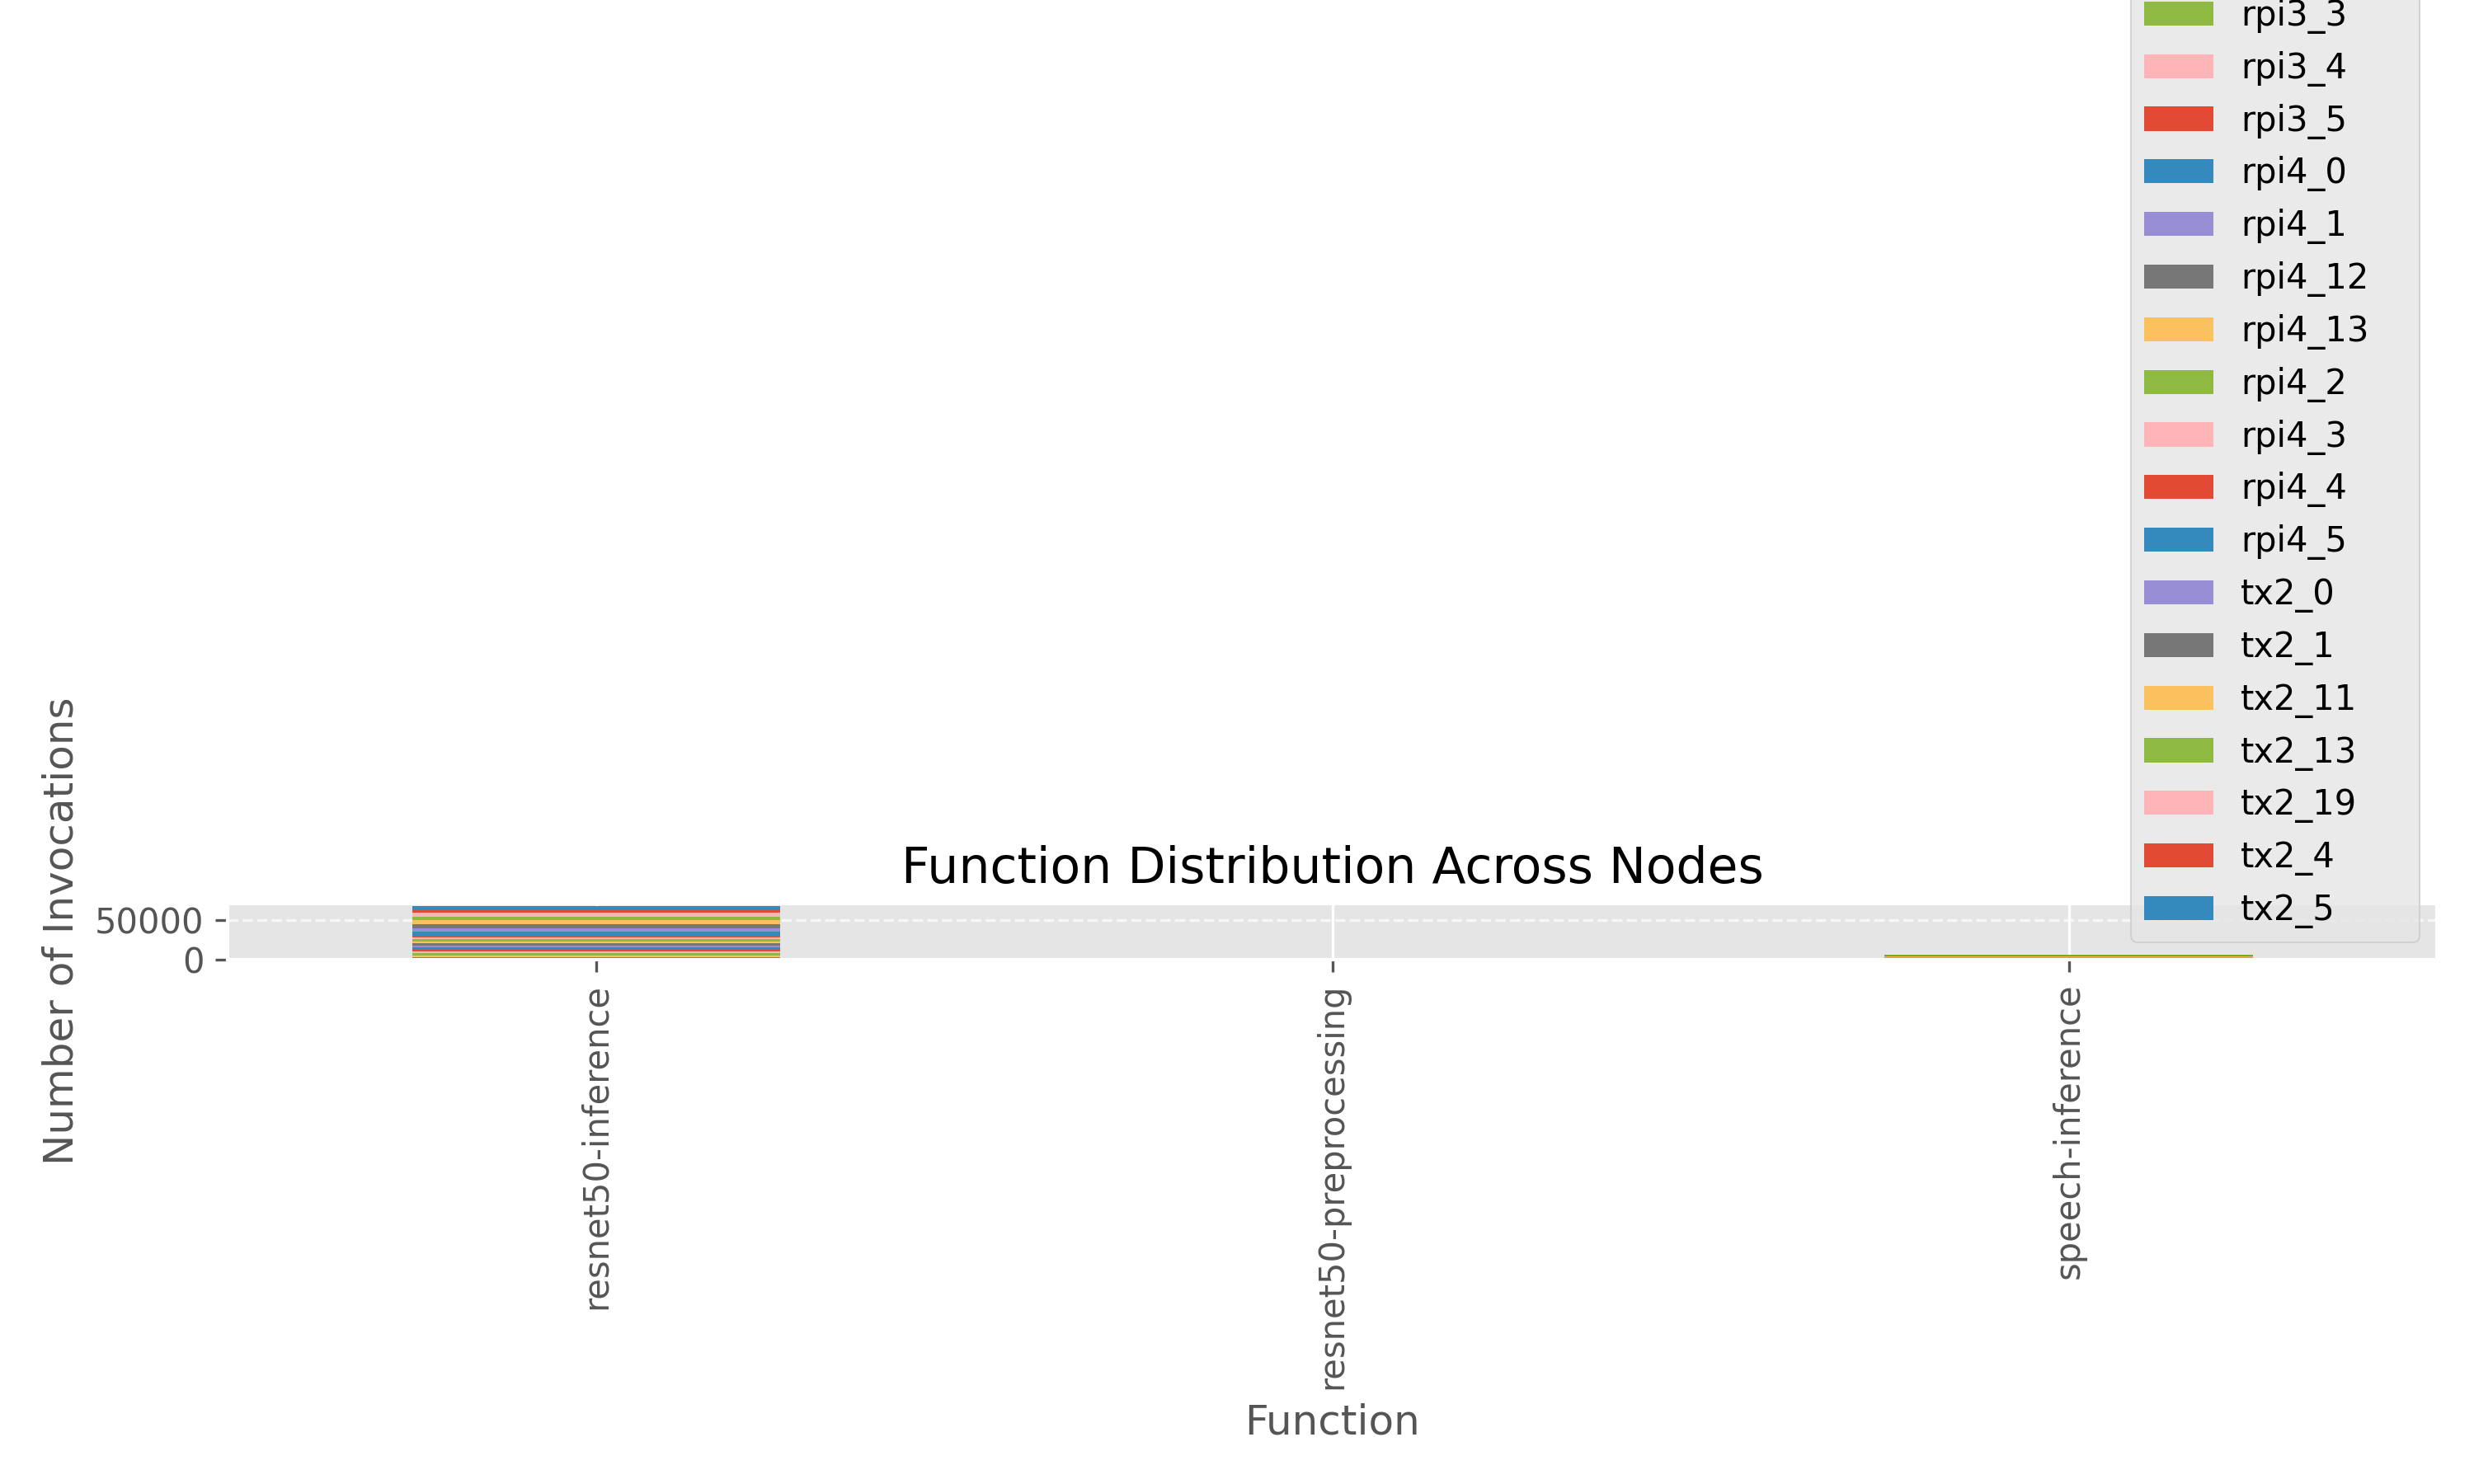 rpi3_3
rpi3_4
rpi3_5
rpi4_0
rpi4_1
rpi4_12
rpi4_13
rpi4_2
rpi4_3
rpi4_4
rpi4_5
tx2_0
tx2_1
tx2_11
tx2_13
tx2_19
tx2_4
tx2_5
Function Distribution Across Nodes
Number of Invocations
50000
0
resnet50-inference
resnet50-preprocessing
speech-inference
Function